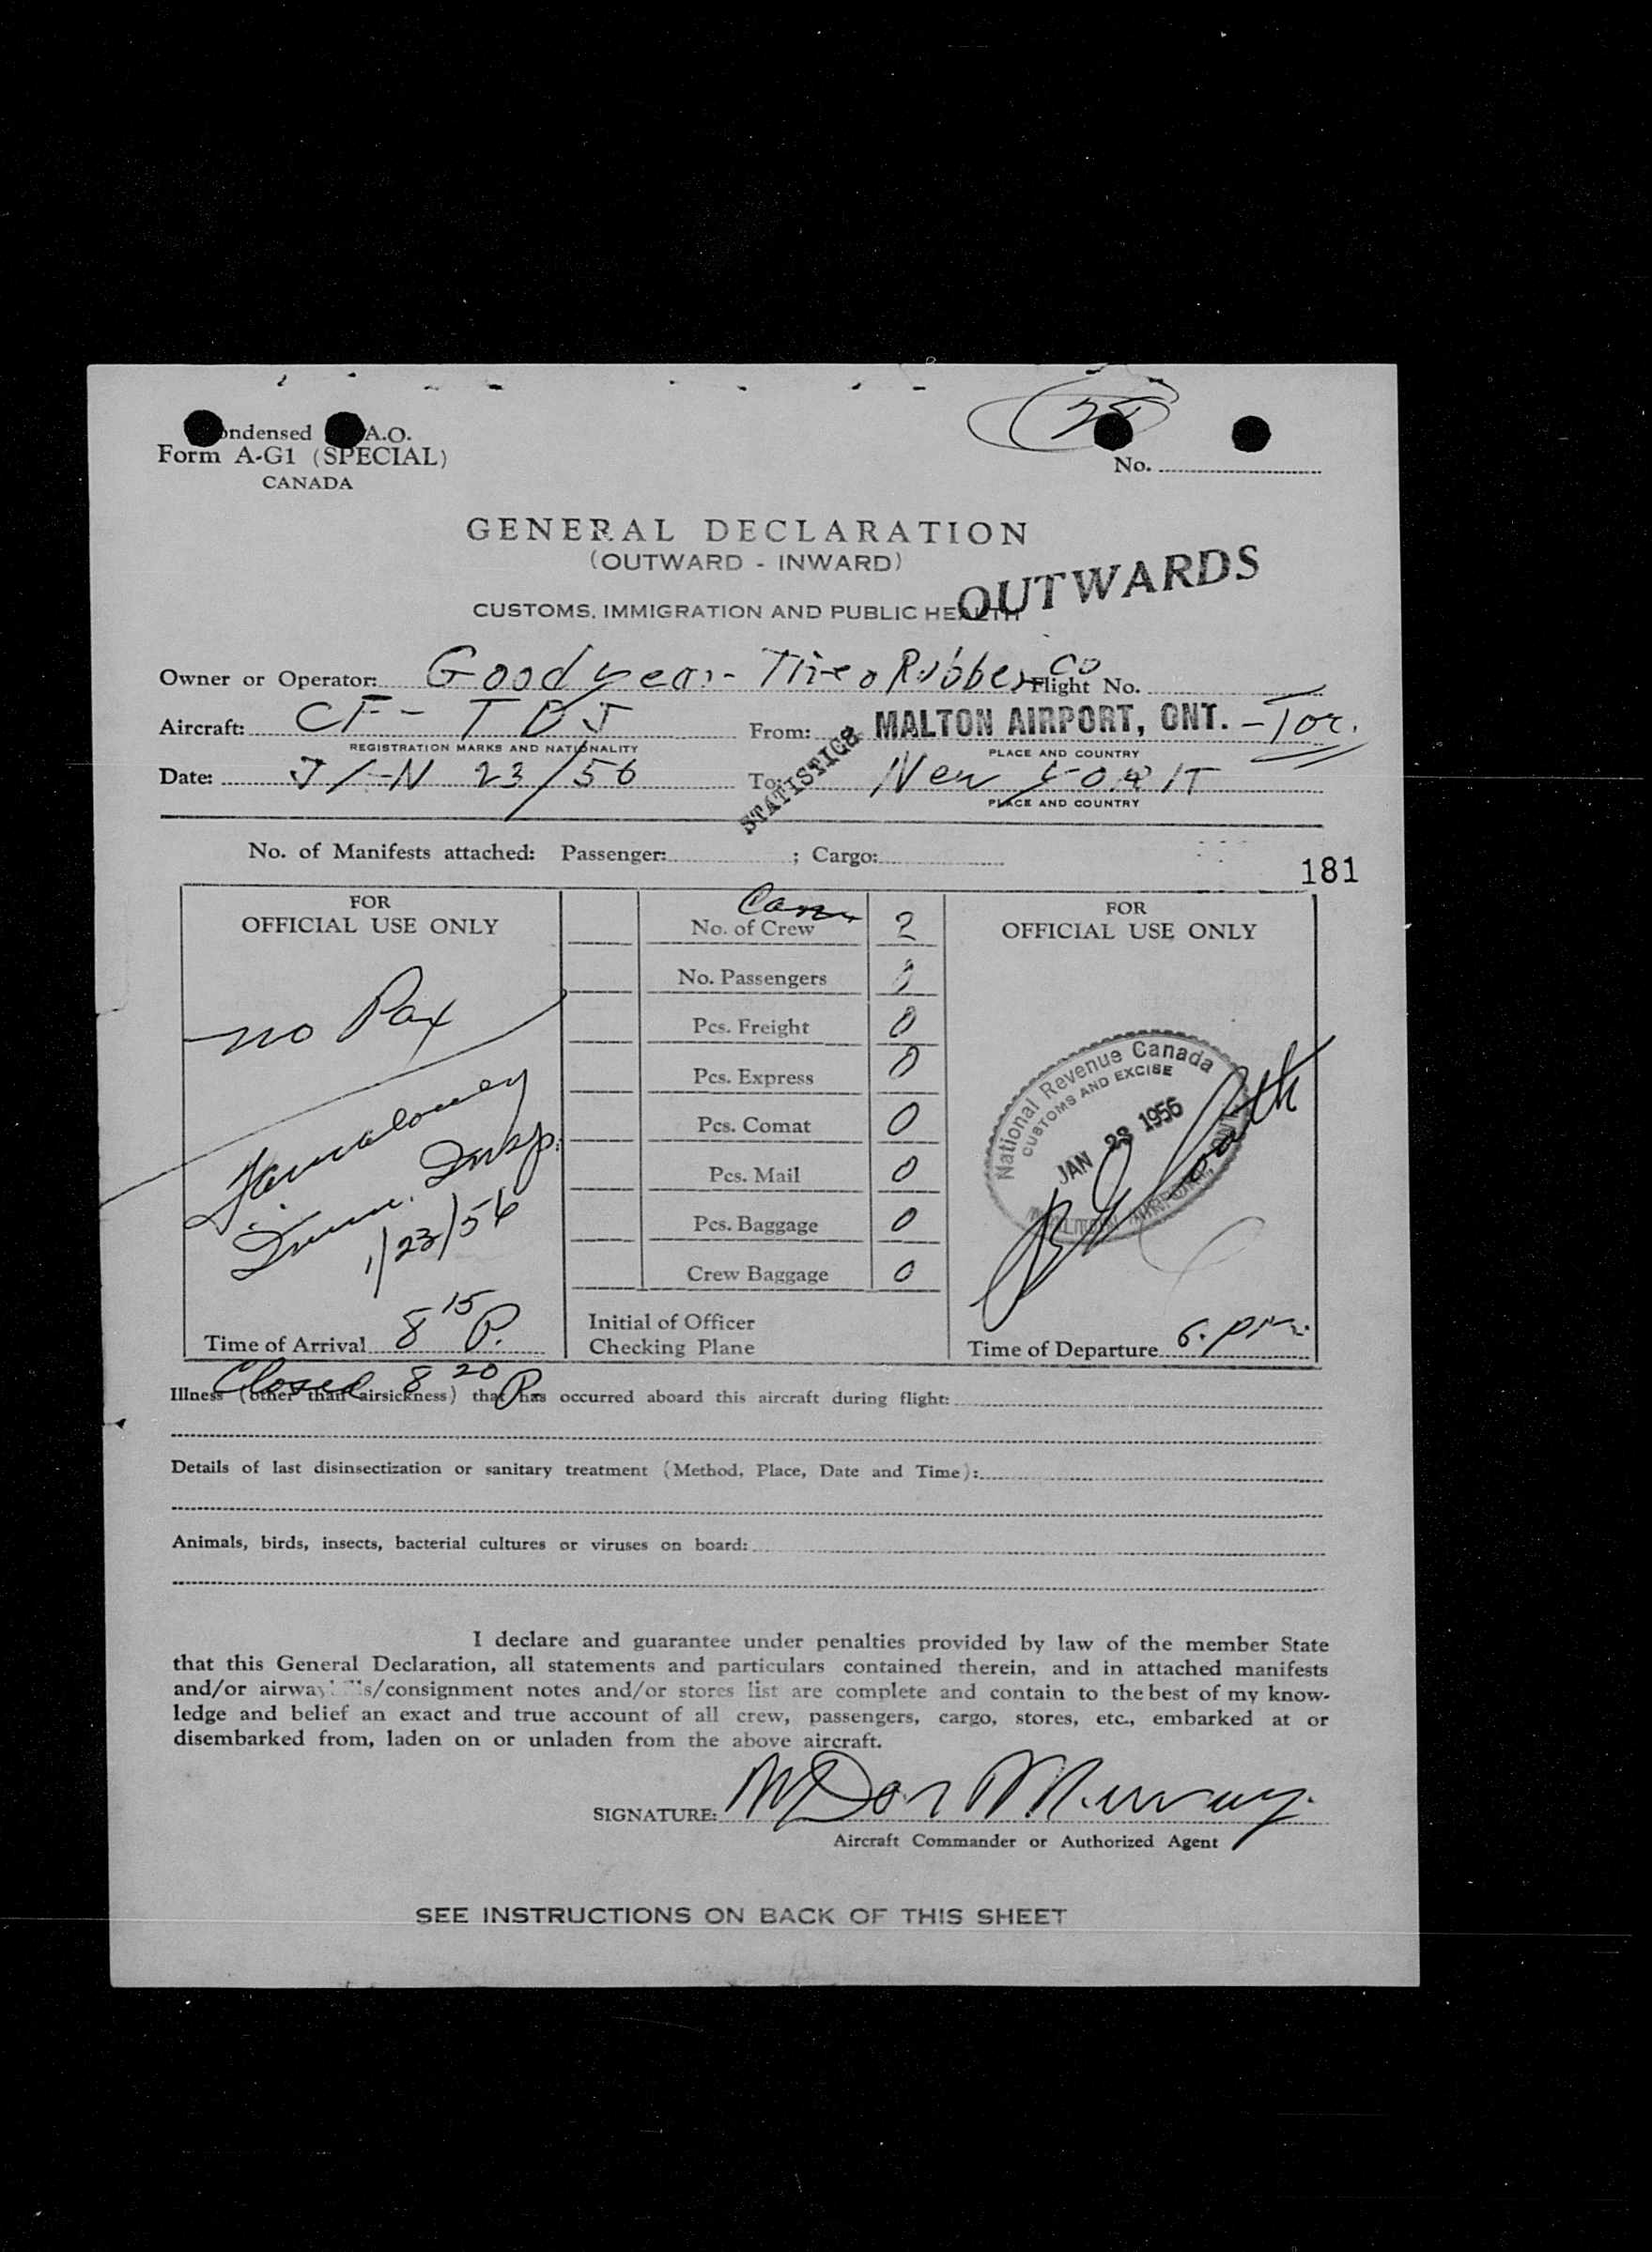 ondensed A.O.
Form A-G1 (SPECIAL)
CANADA
No.
GENERAL DECLARATION
(OUTWARD - INWARD)
OUTWARDS
CUSTOMS, IMMIGRATION AND PUBLIC HEALTH
Owner or Operator: Goodyear Tire & Rubber Co Flight No.
Aircraft: CF-TDJ From: MALTON AIRPORT, ONT. - Tor.
REGISTRATION MARKS AND NATIONALITY PLACE AND COUNTRY
STATISTICS
Date: JAN 23/56 To: New York
PLACE AND COUNTRY
No. of Manifests attached: Passenger: ; Cargo:
181
FOR
OFFICIAL USE ONLY
no Pax
Imm. Insp.
1/23/56
Time of Arrival 8 15 P.
Closed 8 20 P
Can
No. of Crew 2
No. Passengers
Pcs. Freight 0
Pcs. Express 0
Pcs. Comat 0
Pcs. Mail 0
Pcs. Baggage 0
Crew Baggage 0
Initial of Officer
Checking Plane
FOR
OFFICIAL USE ONLY
National Revenue Canada
CUSTOMS AND EXCISE
JAN 23 1956
MALTON AIRPORT, ONT.
Time of Departure 6. pm.
Illness (other than airsickness) that has occurred aboard this aircraft during flight:
Details of last disinsectization or sanitary treatment (Method, Place, Date and Time):
Animals, birds, insects, bacterial cultures or viruses on board:
I declare and guarantee under penalties provided by law of the member State
that this General Declaration, all statements and particulars contained therein, and in attached manifests
and/or airway s/consignment notes and/or stores list are complete and contain to the best of my know-
ledge and belief an exact and true account of all crew, passengers, cargo, stores, etc., embarked at or
disembarked from, laden on or unladen from the above aircraft.
SIGNATURE: Don Murray
Aircraft Commander or Authorized Agent
SEE INSTRUCTIONS ON BACK OF THIS SHEET